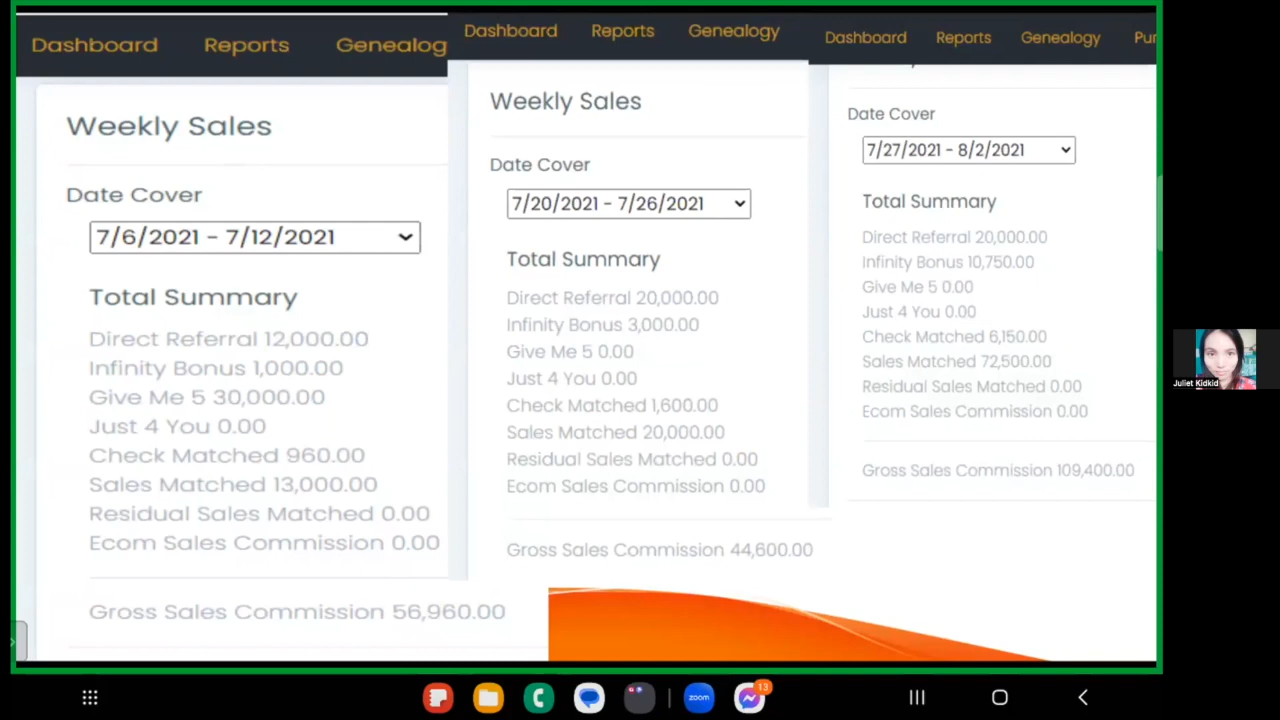 Dashboard Reports Genealog
Weekly Sales
Date Cover
7/6/2021 - 7/12/2021
Total Summary
Direct Referral 12,000.00
Infinity Bonus 1,000.00
Give Me 5 30,000.00
Just 4 You 0.00
Check Matched 960.00
Sales Matched 13,000.00
Residual Sales Matched 0.00
Ecom Sales Commission 0.00
Gross Sales Commission 56,960.00
Dashboard Reports Genealogy
Weekly Sales
Date Cover
7/20/2021 - 7/26/2021
Total Summary
Direct Referral 20,000.00
Infinity Bonus 3,000.00
Give Me 5 0.00
Just 4 You 0.00
Check Matched 1,600.00
Sales Matched 20,000.00
Residual Sales Matched 0.00
Ecom Sales Commission 0.00
Gross Sales Commission 44,600.00
Dashboard Reports Genealogy Pur
Date Cover
7/27/2021 - 8/2/2021
Total Summary
Direct Referral 20,000.00
Infinity Bonus 10,750.00
Give Me 5 0.00
Just 4 You 0.00
Check Matched 6,150.00
Sales Matched 72,500.00
Residual Sales Matched 0.00
Ecom Sales Commission 0.00
Gross Sales Commission 109,400.00
Juliet Kidkid
zoom
13